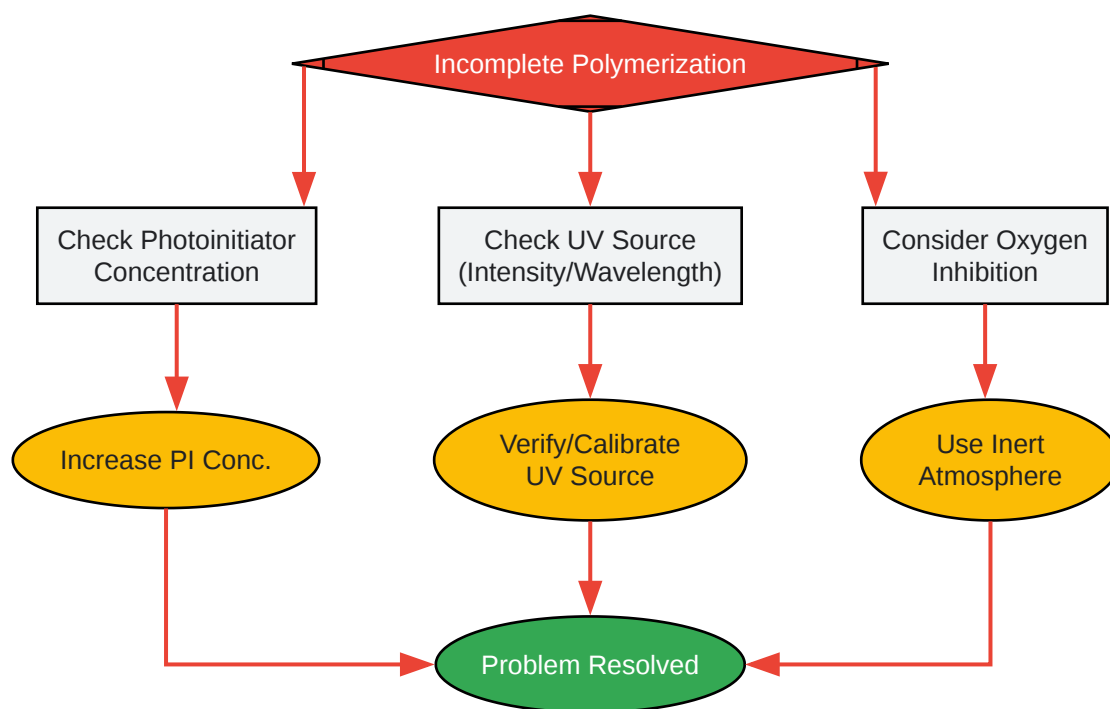 Incomplete Polymerization
Check Photoinitiator
Concentration
Check UV Source
(Intensity/Wavelength)
Consider Oxygen
Inhibition
Increase PI Conc.
Verify/Calibrate
UV Source
Use Inert
Atmosphere
Problem Resolved